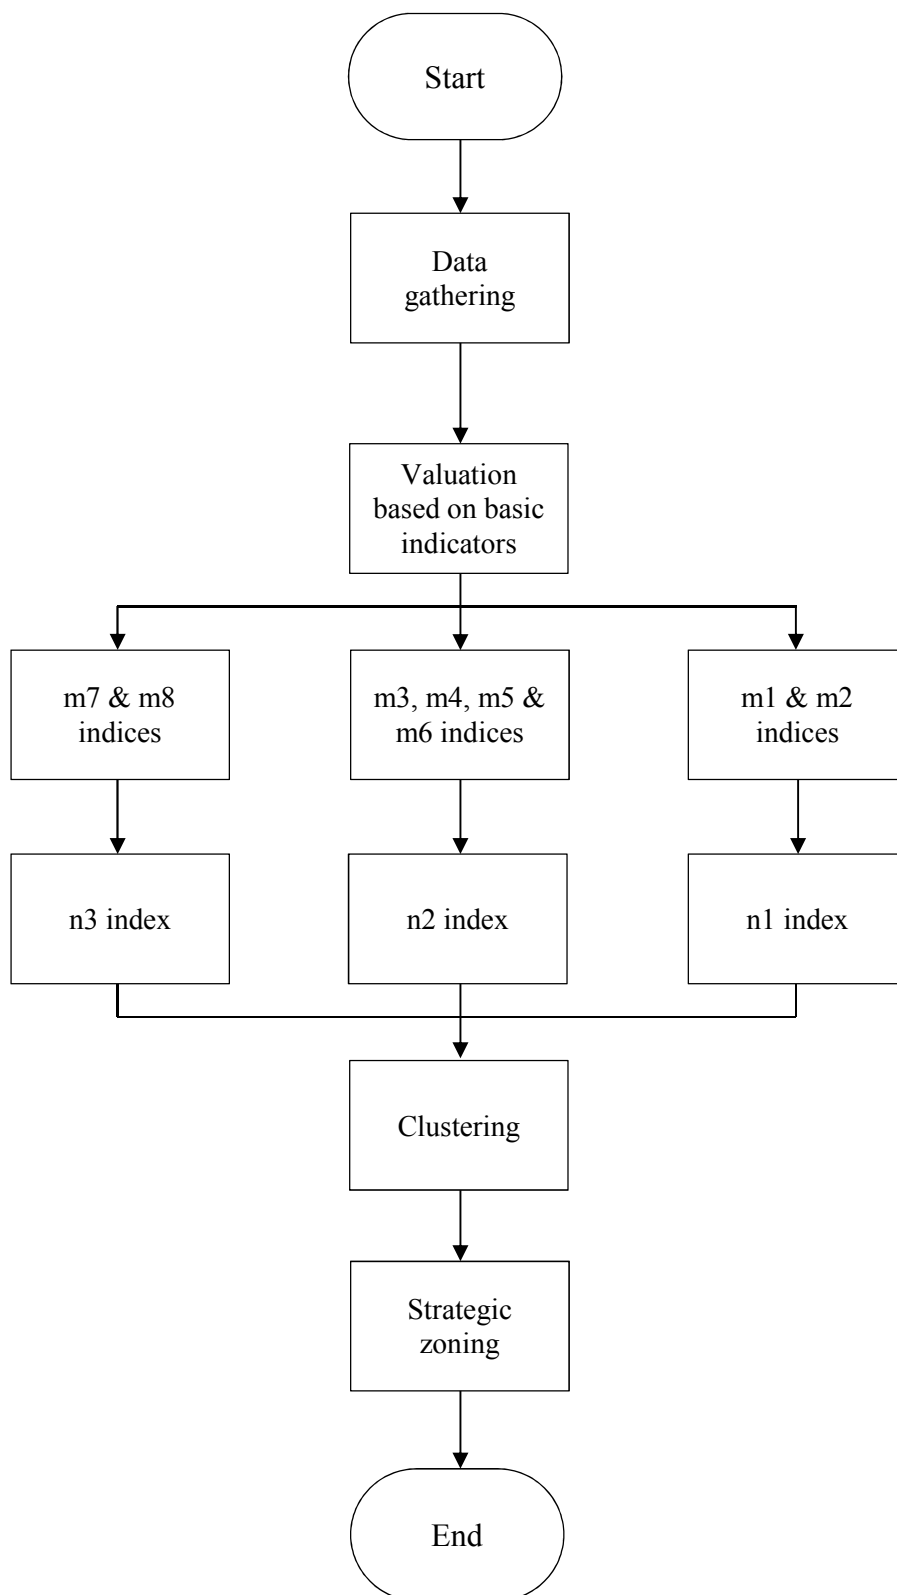 Start
Data
gathering
Valuation
based on basic
indicators
m7 & m8
indices
m3, m4, m5 &
m6 indices
m1 & m2
indices
n3 index
n2 index
n1 index
Clustering
Strategic
zoning
End